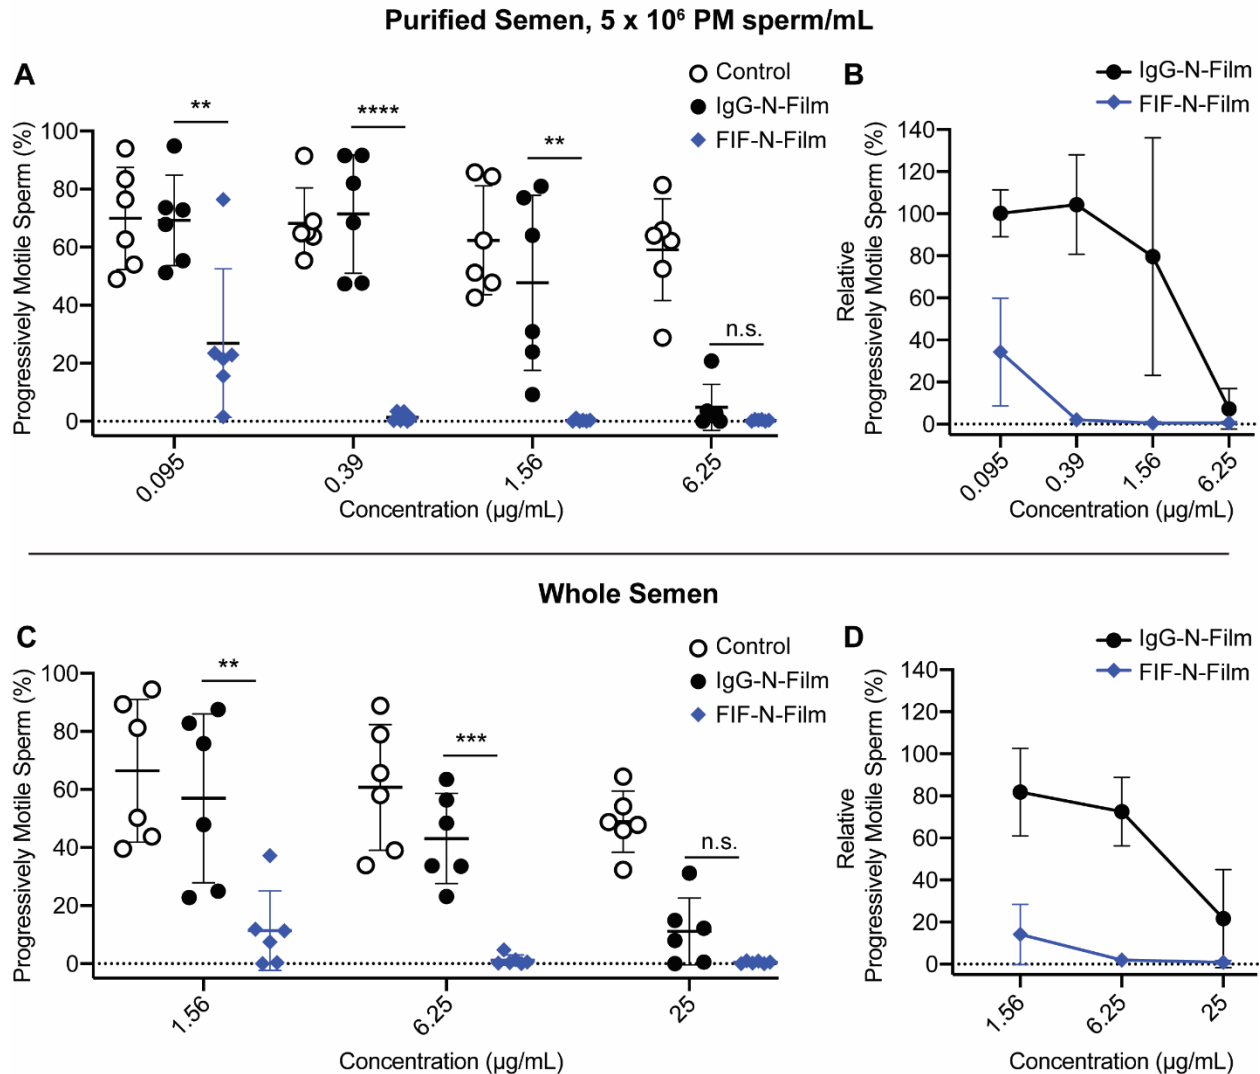 Purified Semen, 5 x 10⁶ PM sperm/mL
A
Control
IgG-N-Film
FIF-N-Film
**
****
**
n.s.
Progressively Motile Sperm (%)
100
80
60
40
20
0
0.095
0.39
1.56
6.25
Concentration (µg/mL)
B
IgG-N-Film
FIF-N-Film
Relative
Progressively Motile Sperm (%)
140
120
100
80
60
40
20
0
0.095
0.39
1.56
6.25
Concentration (µg/mL)
Whole Semen
C
Control
IgG-N-Film
FIF-N-Film
**
***
n.s.
Progressively Motile Sperm (%)
100
80
60
40
20
0
1.56
6.25
25
Concentration (µg/mL)
D
IgG-N-Film
FIF-N-Film
Relative
Progressively Motile Sperm (%)
140
120
100
80
60
40
20
0
1.56
6.25
25
Concentration (µg/mL)